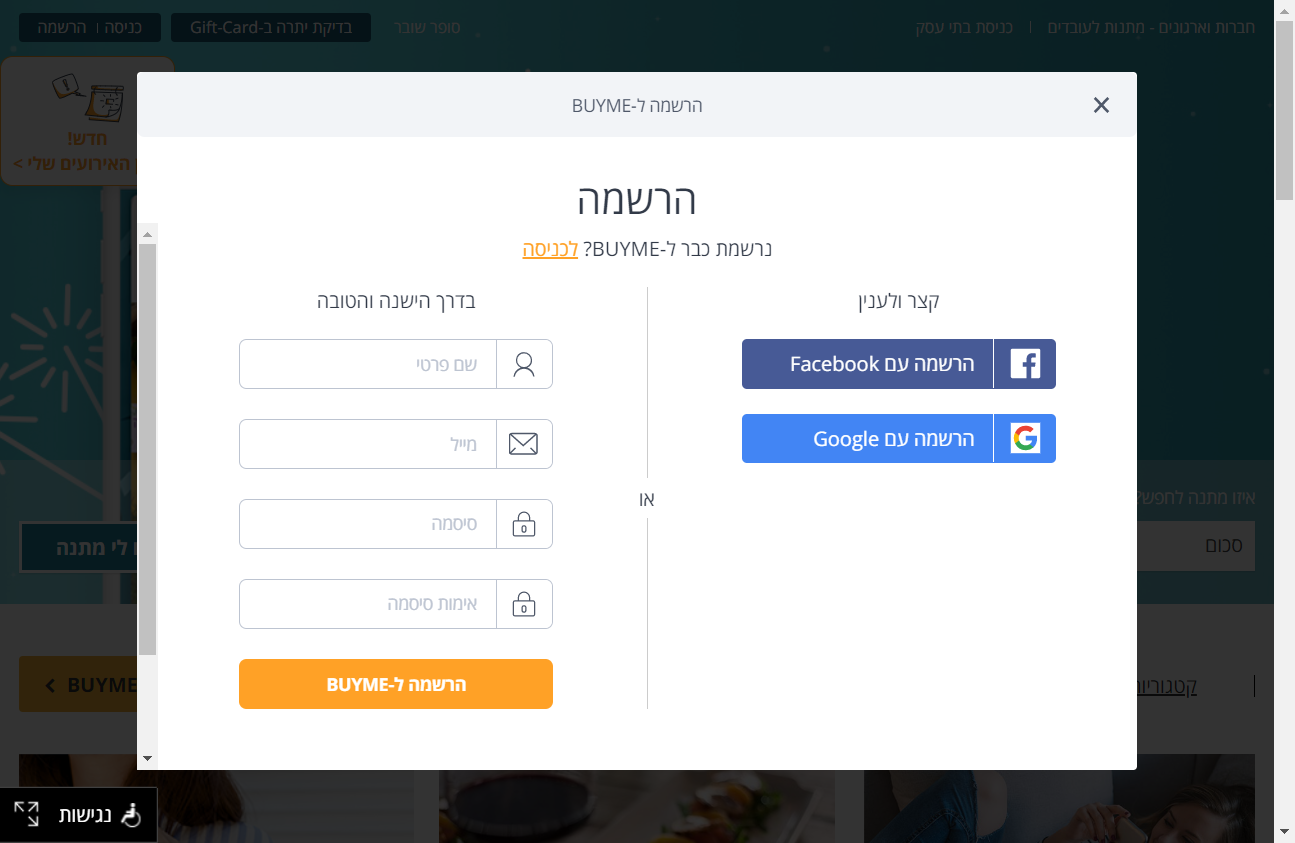 חברות וארגונים - מתנות לעובדים
כניסת בתי עסק
סופר שובר
בדיקת יתרה ב-Gift-Card
כניסה
הרשמה
חדש!
האירועים שלי >
הרשמה ל-BUYME
הרשמה
נרשמת כבר ל-BUYME? לכניסה
קצר ולענין
הרשמה עם Facebook
הרשמה עם Google
או
בדרך הישנה והטובה
שם פרטי
מייל
סיסמה
אימות סיסמה
הרשמה ל-BUYME
איזו מתנה לחפש?
סכום
לי מתנה
BUYME
נגישות